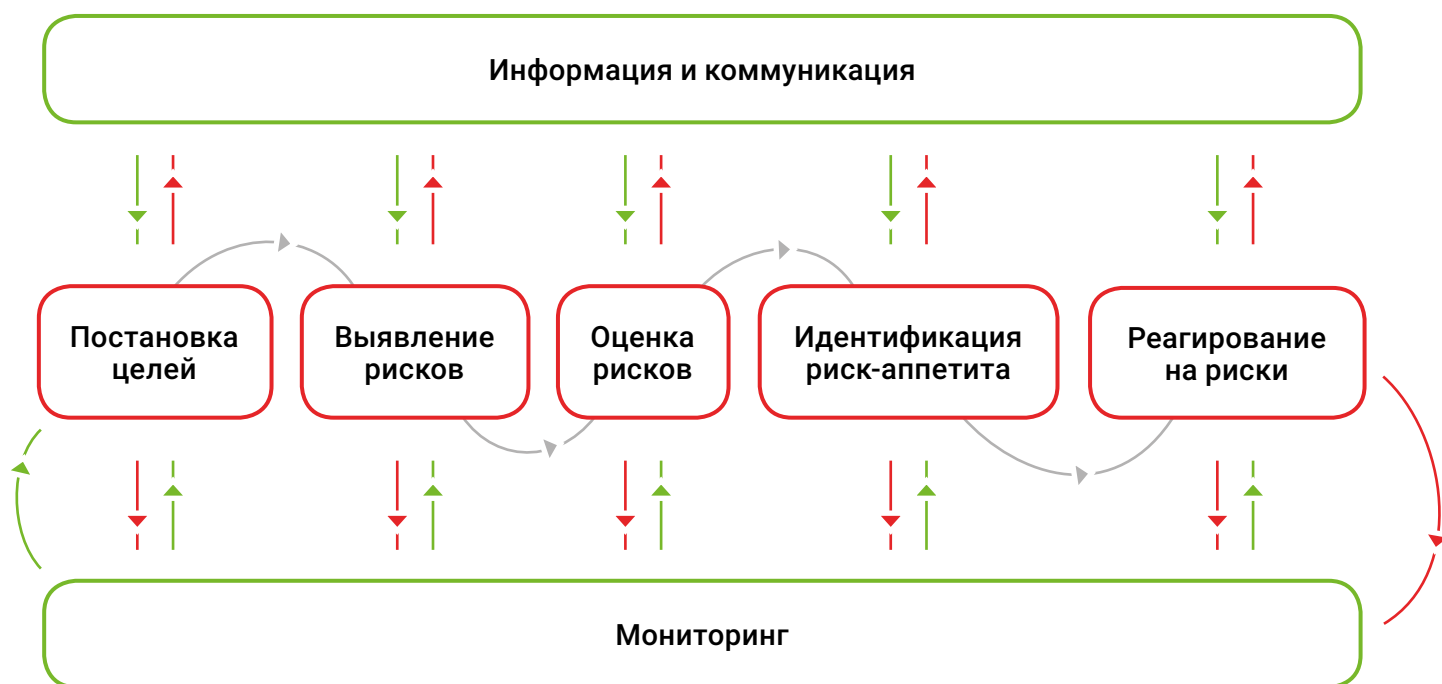 Информация и коммуникация
Постановка
целей
Выявление
рисков
Оценка
рисков
Идентификация
риск-аппетита
Реагирование
на риски
Мониторинг